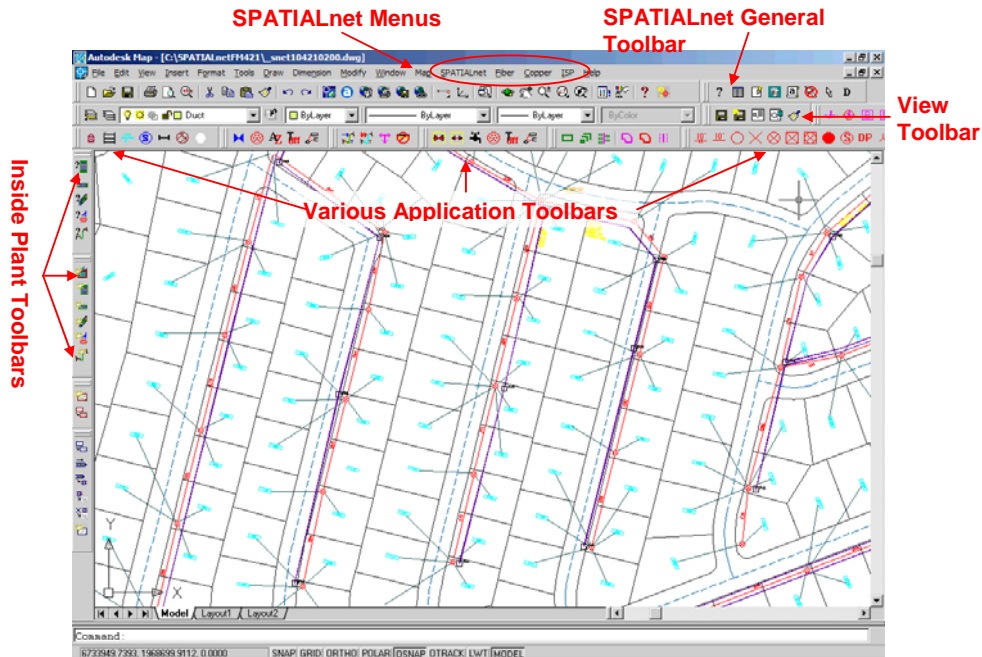 SPATIALnet Menus
SPATIALnet General
Toolbar
Autodesk Map - [C:\SPATIALnetFM421\_snet104210200.dwg]
File Edit View Insert Format Tools Draw Dimension Modify Window Map SPATIALnet Fiber Copper ISP Help
Duct
ByLayer
ByLayer
ByLayer
ByColor
View
Toolbar
Various Application Toolbars
Inside Plant Toolbars
Y
X
Model
Layout1
Layout2
Command:
6733949.7393, 1968699.9112, 0.0000
SNAP GRID ORTHO POLAR OSNAP OTRACK LWT MODEL